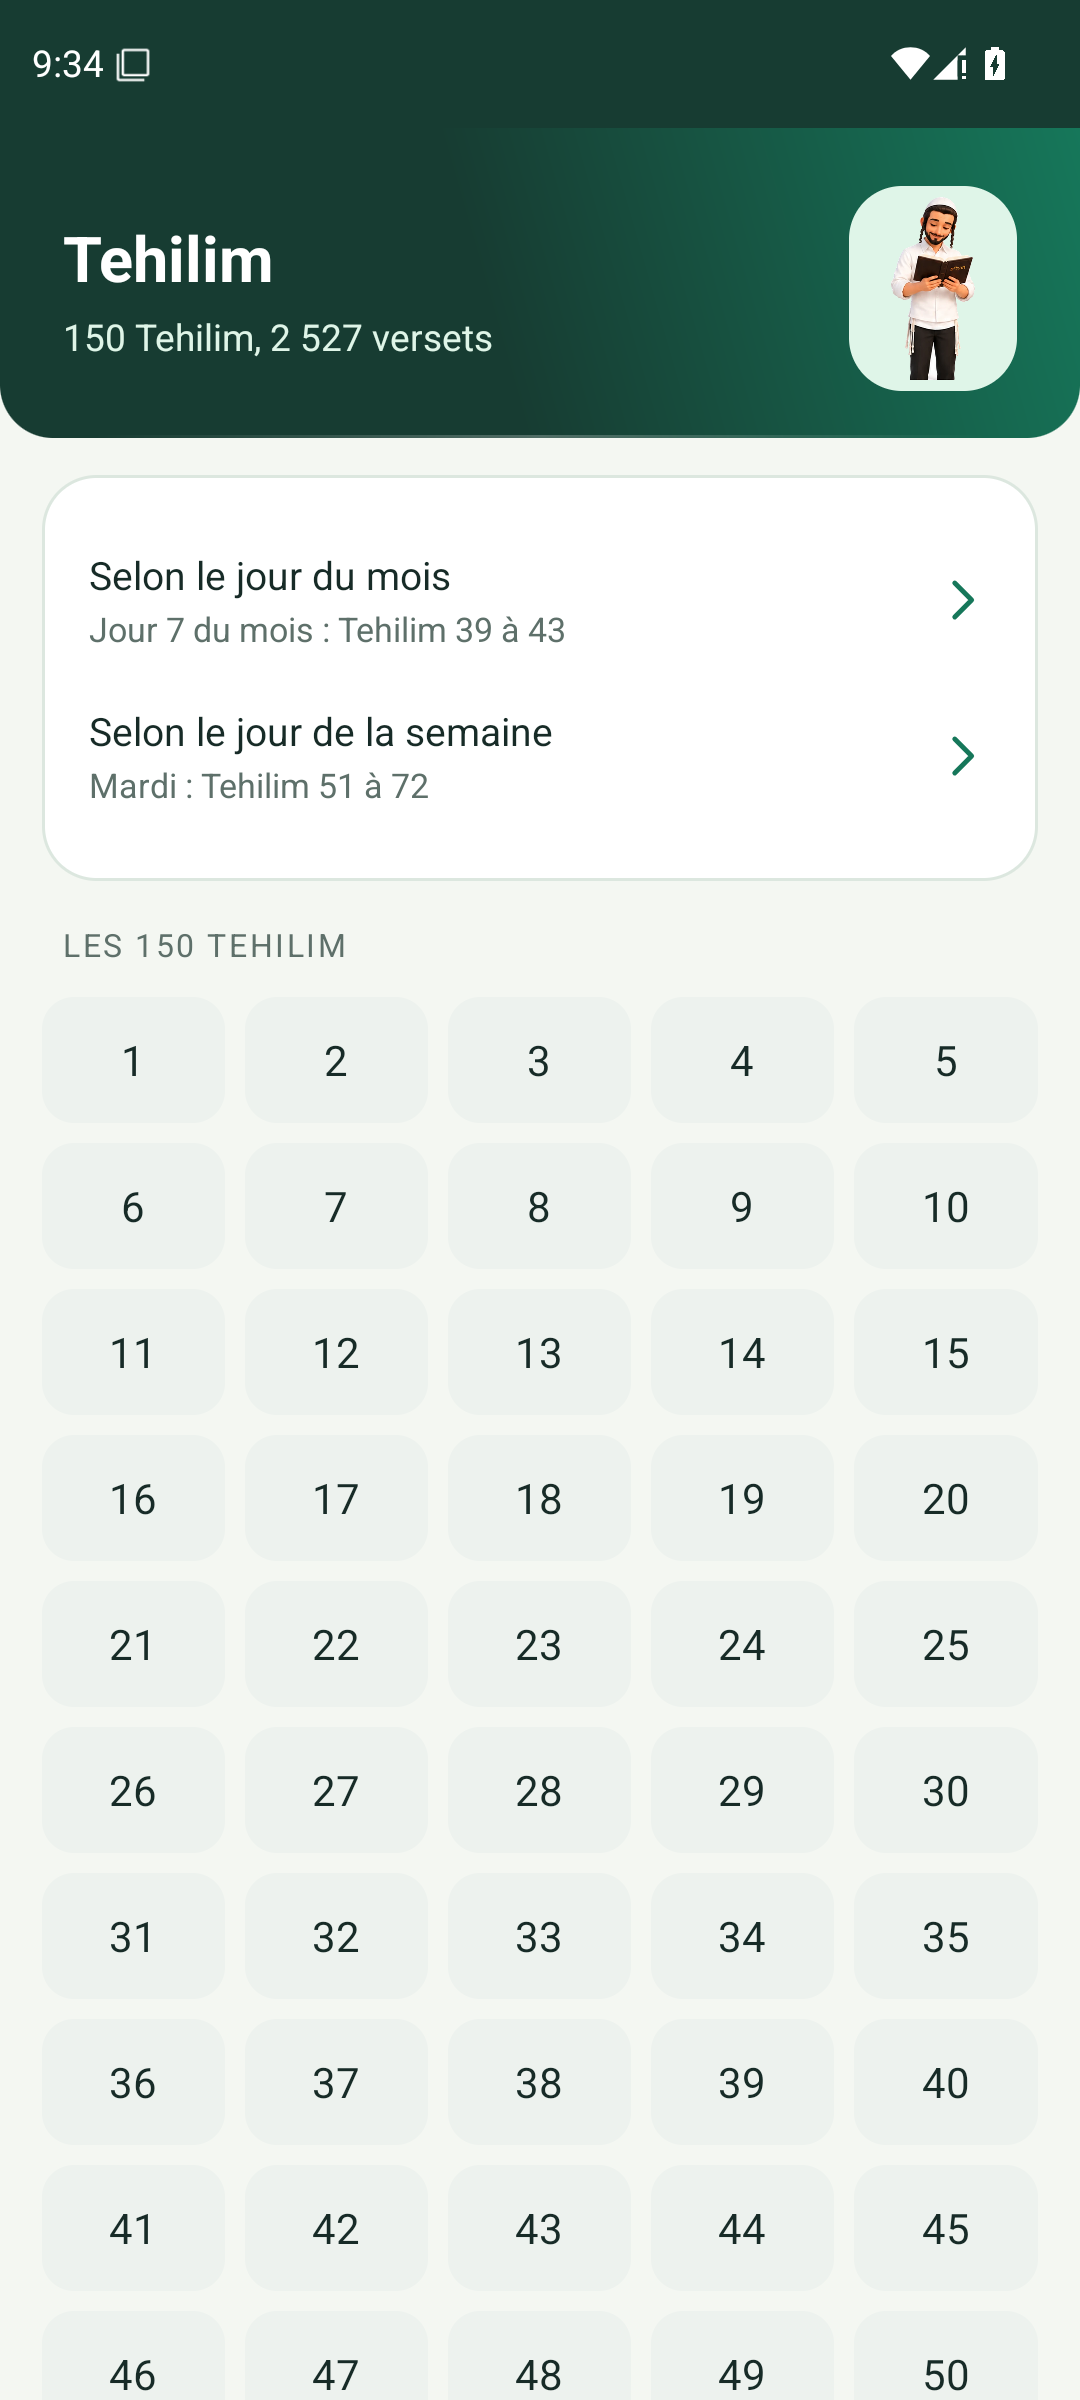 9:34
Tehilim
150 Tehilim, 2 527 versets
Selon le jour du mois
Jour 7 du mois : Tehilim 39 à 43
Selon le jour de la semaine
Mardi : Tehilim 51 à 72
LES 150 TEHILIM
1 2 3 4 5
6 7 8 9 10
11 12 13 14 15
16 17 18 19 20
21 22 23 24 25
26 27 28 29 30
31 32 33 34 35
36 37 38 39 40
41 42 43 44 45
46 47 48 49 50